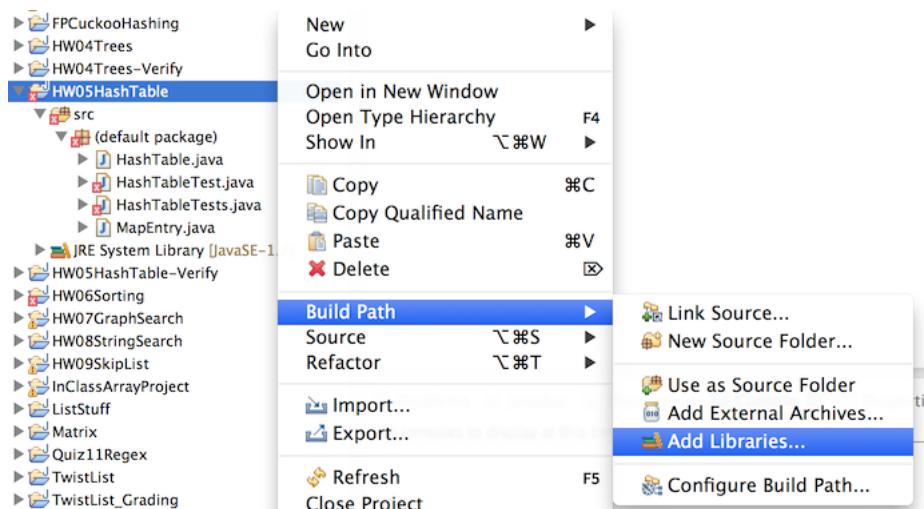 FPCuckooHashing
HW04Trees
HW04Trees-Verify
HW05HashTable
src
(default package)
HashTable.java
HashTableTest.java
HashTableTests.java
MapEntry.java
JRE System Library [JavaSE-1.
HW05HashTable-Verify
HW06Sorting
HW07GraphSearch
HW08StringSearch
HW09SkipList
InClassArrayProject
ListStuff
Matrix
Quiz11Regex
TwistList
TwistList_Grading
New
Go Into
Open in New Window
Open Type Hierarchy F4
Show In ⌥⌘W
Copy ⌘C
Copy Qualified Name
Paste ⌘V
Delete ⌦
Build Path
Source ⌥⌘S
Refactor ⌥⌘T
Import...
Export...
Refresh F5
Close Project
Link Source...
New Source Folder...
Use as Source Folder
Add External Archives...
Add Libraries...
Configure Build Path...